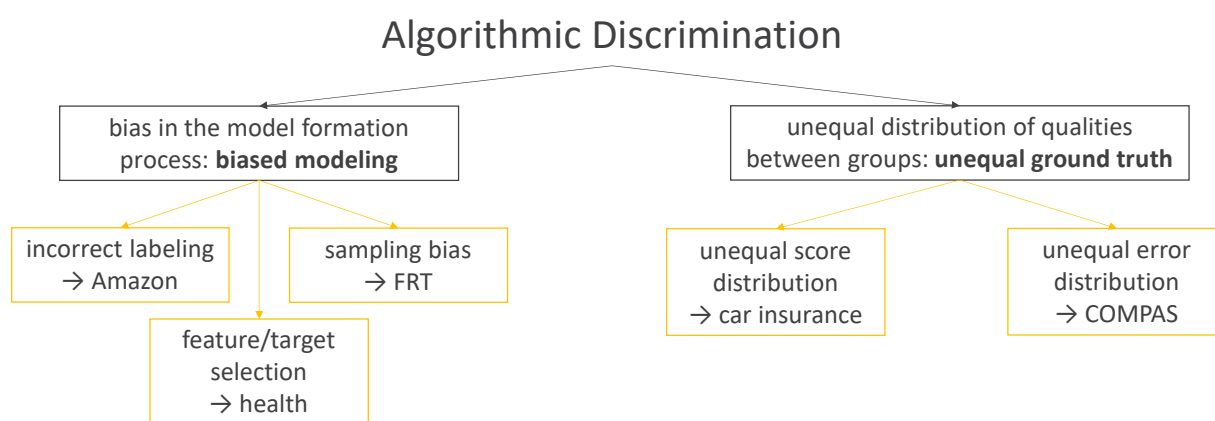 Algorithmic Discrimination
bias in the model formation
process: biased modeling
unequal distribution of qualities
between groups: unequal ground truth
incorrect labeling
→ Amazon
sampling bias
→ FRT
feature/target
selection
→ health
unequal score
distribution
→ car insurance
unequal error
distribution
→ COMPAS